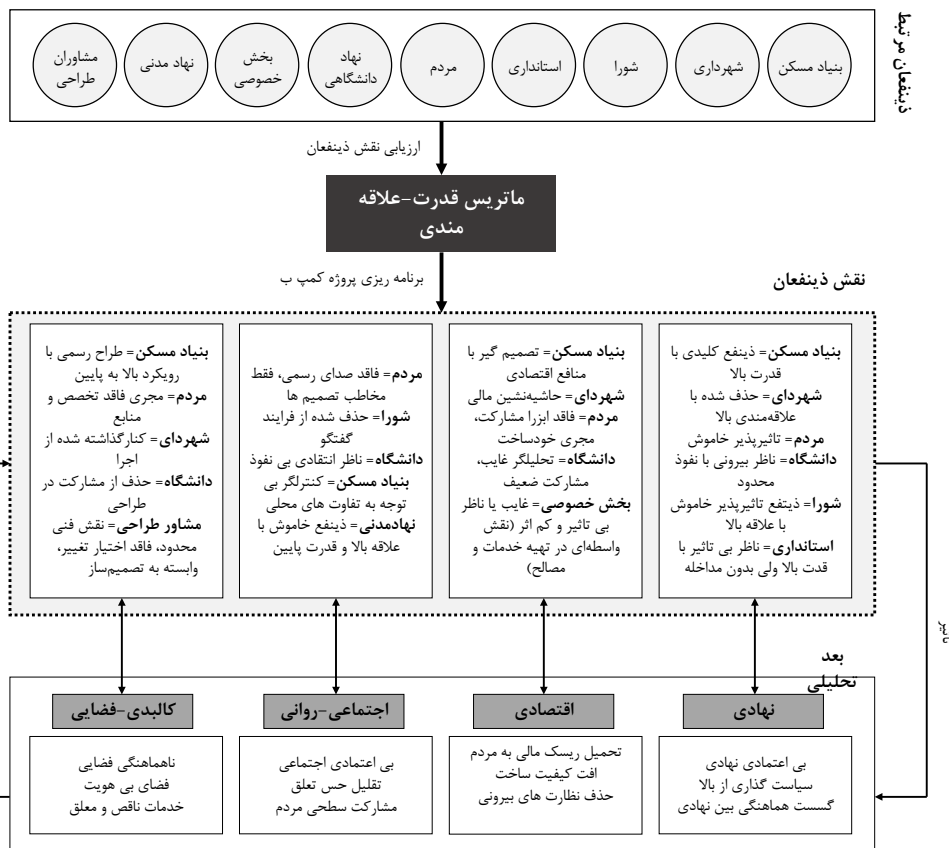 ذینفعان مرتبط
بنیاد مسکن
شهرداری
شورا
استانداری
مردم
نهاد
دانشگاهی
بخش
خصوصی
نهاد مدنی
مشاوران
طراحی
ارزیابی نقش ذینفعان
ماتریس قدرت-علاقه
مندی
برنامه ریزی پروژه کمپ ب
نقش ذینفعان
بنیاد مسکن= ذینفع کلیدی با
قدرت بالا
شهردای= حذف شده با
علاقه‌مندی بالا
مردم= تاثیرپذیر خاموش
دانشگاه= ناظر بیرونی با نفوذ
محدود
شورا= ذیتفع تاثیرپذیر خاموش
با علاقه بالا
استانداری= ناظر بی تاثیر با
قدت بالا ولی بدون مداخله
بنیاد مسکن= تصمیم گیر با
منافع اقتصادی
شهردای= حاشیه‌نشین مالی
مردم= فاقد ابزرا مشارکت،
مجری خودساخت
دانشگاه= تحلیلگر غایب،
مشارکت ضعیف
بخش خصوصی= غایب یا ناظر
بی تاثیر و کم اثر (نقش
واسطه‌ای در تهیه خدمات و
مصالح)
مردم= فاقد صدای رسمی، فقط
مخاطب تصمیم ها
شورا= حذف شده از فرایند
گفتگو
دانشگاه= ناظر انتقادی بی نفوذ
بنیاد مسکن= کنترلگر بی
توجه به تفاوت های محلی
نهادمدنی= ذینفع خاموش با
علاقه بالا و قدرت پایین
بنیاد مسکن= طراح رسمی با
رویکرد بالا به پایین
مردم= مجری فاقد تخصص و
منابع
شهردای= کنارگذاشته شده از
اجرا
دانشگاه= حذف از مشارکت در
طراحی
مشاور طراحی= نقش فنی
محدود، فاقد اختیار تغییر،
وابسته به تصمیم‌ساز
تاثیر
بعد
تحلیلی
نهادی
بی اعتمادی نهادی
سیاست گذاری از بالا
گسست هماهنگی بین نهادی
اقتصادی
تحمیل ریسک مالی به مردم
افت کیفیت ساخت
حذف نظارت های بیرونی
اجتماعی-روانی
بی اعتمادی اجتماعی
تقلیل حس تعلق
مشارکت سطحی مردم
کالبدی-فضایی
ناهماهنگی فضایی
فضای بی هویت
خدمات ناقص و معلق